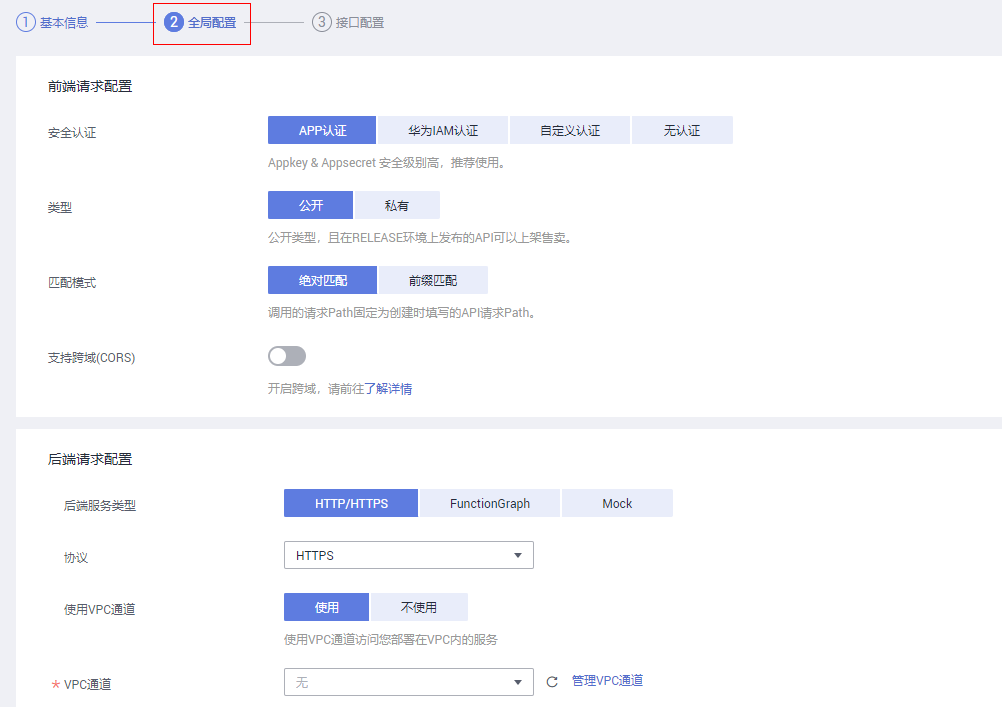 1 基本信息 2 全局配置 3 接口配置
前端请求配置
安全认证 APP认证 华为IAM认证 自定义认证 无认证
Appkey & Appsecret 安全级别高，推荐使用。
类型 公开 私有
公开类型，且在RELEASE环境上发布的API可以上架售卖。
匹配模式 绝对匹配 前缀匹配
调用的请求Path固定为创建时填写的API请求Path。
支持跨域(CORS)
开启跨域，请前往了解详情
后端请求配置
后端服务类型 HTTP/HTTPS FunctionGraph Mock
协议 HTTPS
使用VPC通道 使用 不使用
使用VPC通道访问您部署在VPC内的服务
* VPC通道 无 管理VPC通道